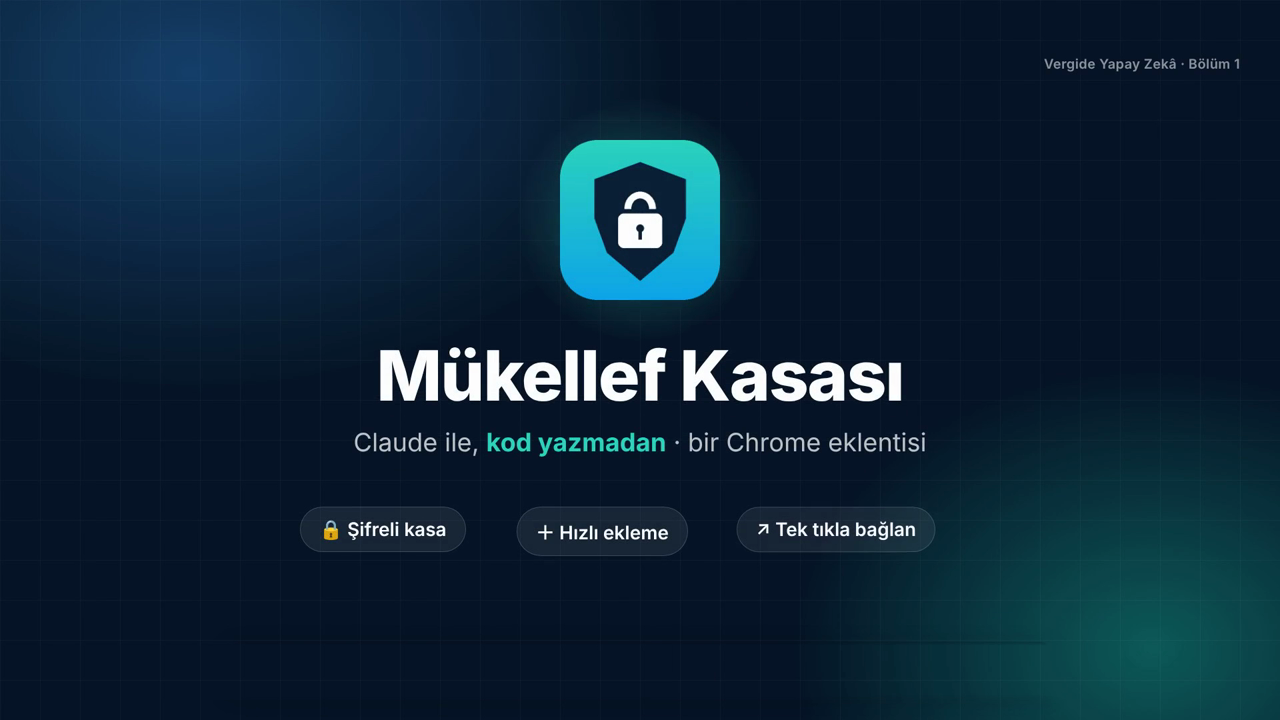 Vergide Yapay Zekâ · Bölüm 1
Mükellef Kasası
Claude ile, kod yazmadan · bir Chrome eklentisi
🔒 Şifreli kasa
+ Hızlı ekleme
↗ Tek tıkla bağlan